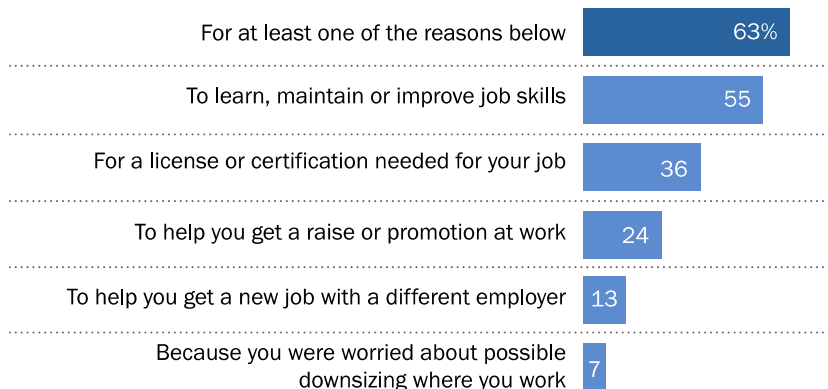 For at least one of the reasons below 63%
To learn, maintain or improve job skills 55
For a license or certification needed for your job 36
To help you get a raise or promotion at work 24
To help you get a new job with a different employer 13
Because you were worried about possible
downsizing where you work 7